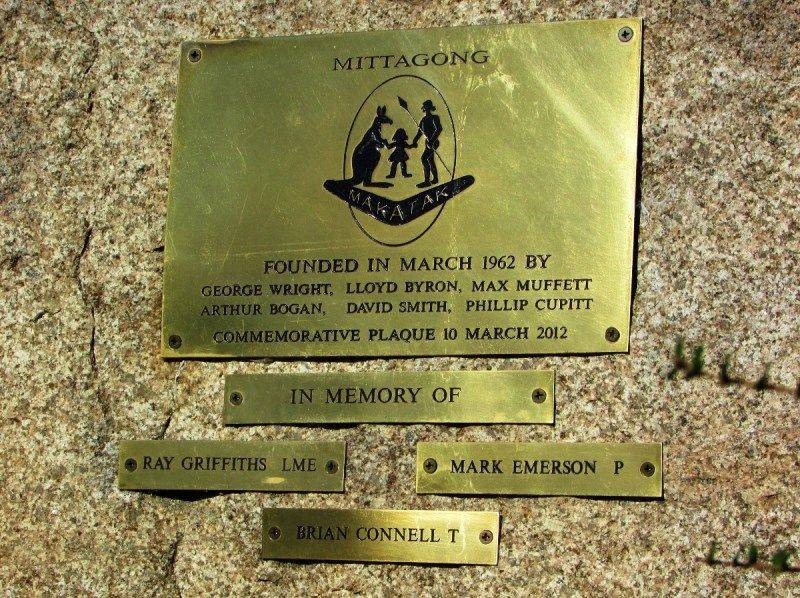 MITTAGONG
MAKATAK
FOUNDED IN MARCH 1962 BY
GEORGE WRIGHT, LLOYD BYRON, MAX MUFFETT
ARTHUR BOGAN, DAVID SMITH, PHILLIP CUPITT
COMMEMORATIVE PLAQUE 10 MARCH 2012
IN MEMORY OF
RAY GRIFFITHS LME
MARK EMERSON P
BRIAN CONNELL T